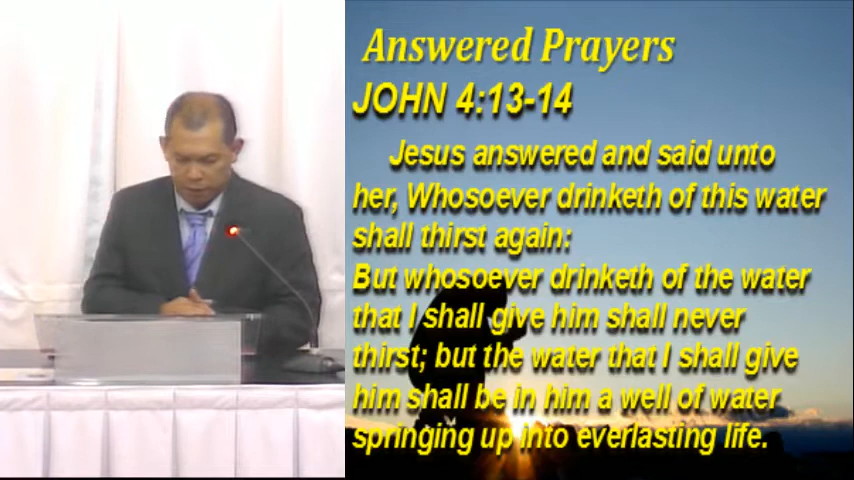 Answered Prayers
JOHN 4:13-14
Jesus answered and said unto
her, Whosoever drinketh of this water
shall thirst again:
But whosoever drinketh of the water
that I shall give him shall never
thirst; but the water that I shall give
him shall be in him a well of water
springing up into everlasting life.